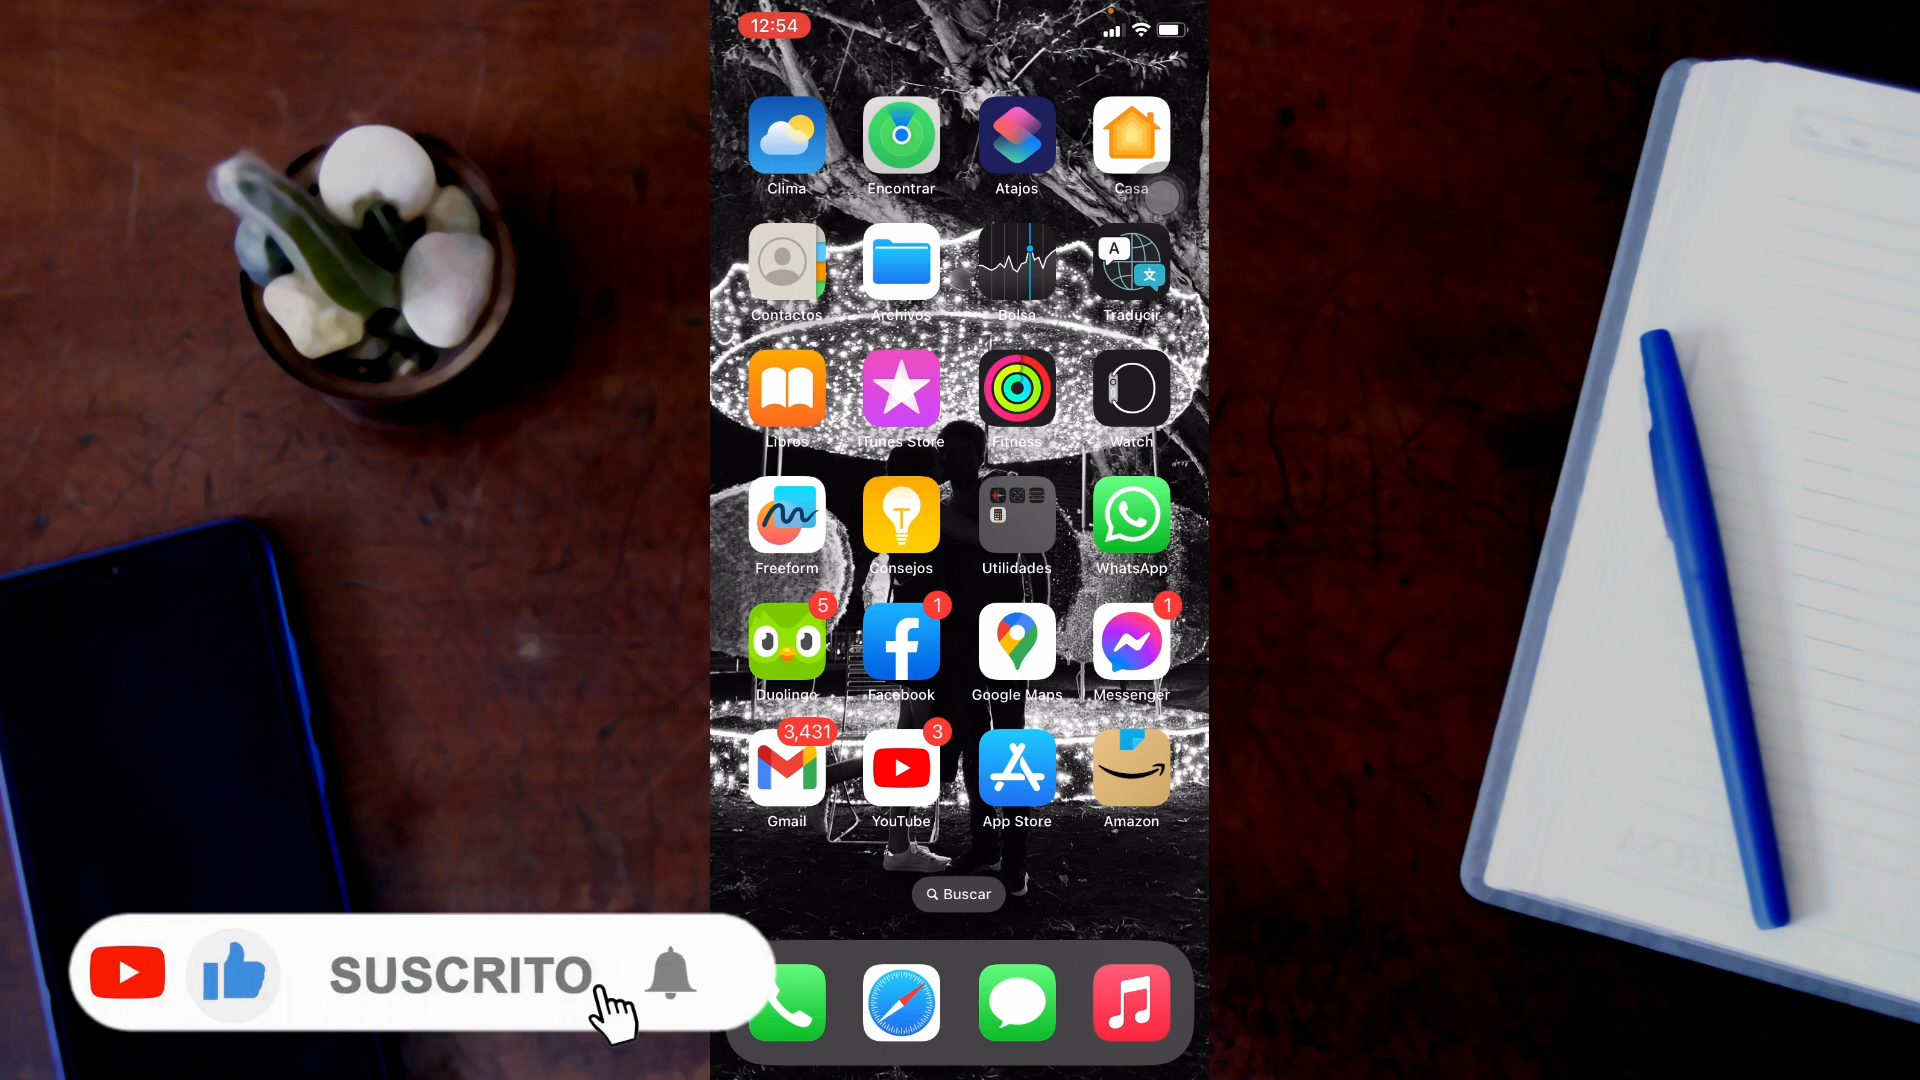 12:54
Clima Encontrar Atajos Casa
A 文
Contactos Archivos Bolsa Traducir
Libros iTunes Store Fitness Watch
T
Freeform Consejos Utilidades WhatsApp
5 1 1
Duolingo Facebook Google Maps Messenger
3,431 3
Gmail YouTube App Store Amazon
Buscar
SUSCRITO